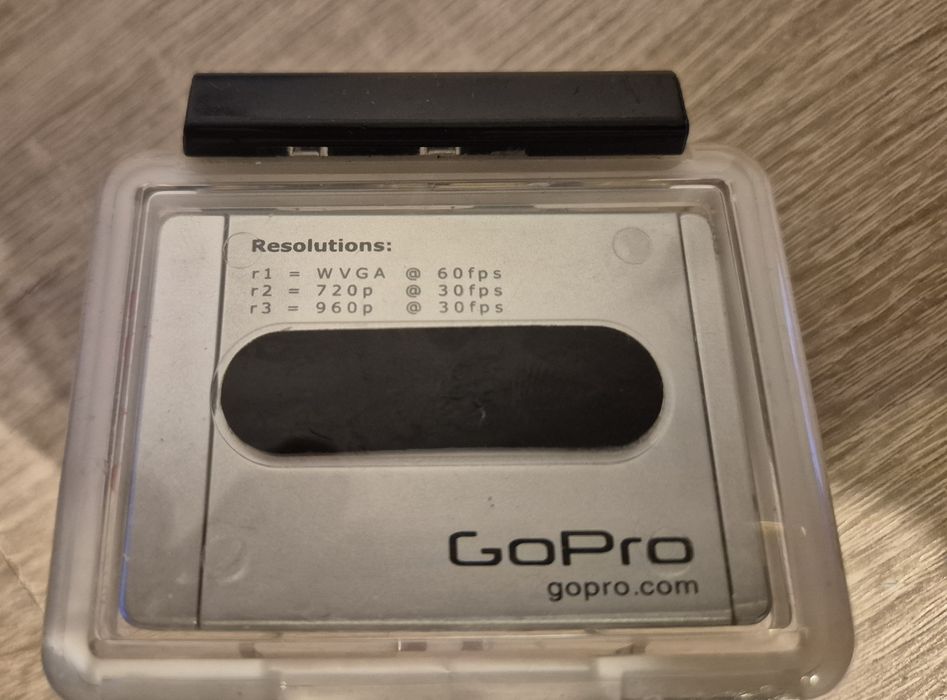 Resolutions:
r1 = WVGA @ 60fps
r2 = 720p @ 30fps
r3 = 960p @ 30fps
GoPro
gopro.com